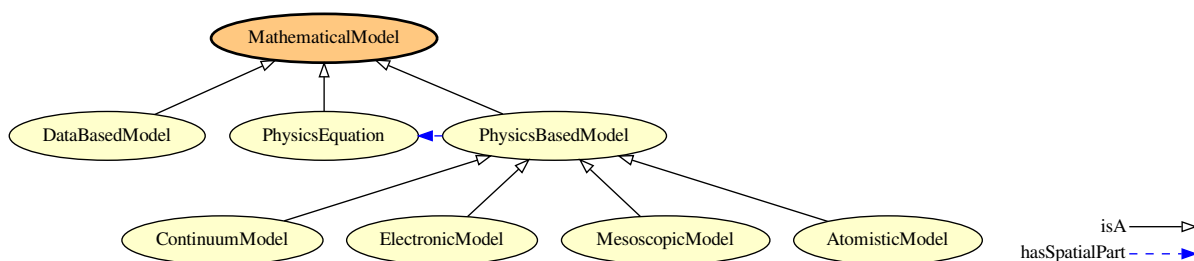 MathematicalModel
DataBasedModel
PhysicsEquation
PhysicsBasedModel
ContinuumModel
ElectronicModel
MesoscopicModel
AtomisticModel
isA
hasSpatialPart